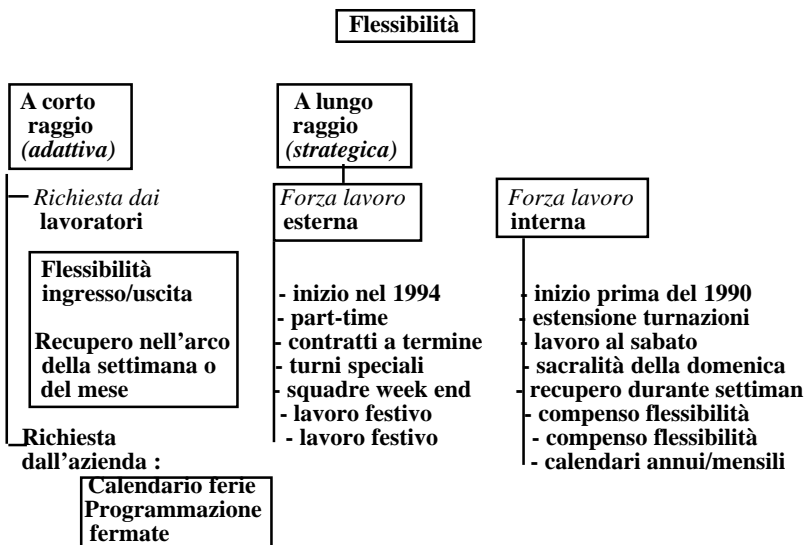 Flessibilità
A corto
raggio
(adattiva)
Richiesta dai
lavoratori
Flessibilità
ingresso/uscita
Recupero nell'arco
della settimana o
del mese
Richiesta
dall'azienda :
Calendario ferie
Programmazione
fermate
A lungo
raggio
(strategica)
Forza lavoro
esterna
- inizio nel 1994
- part-time
- contratti a termine
- turni speciali
- squadre week end
- lavoro festivo
- lavoro festivo
Forza lavoro
interna
- inizio prima del 1990
- estensione turnazioni
- lavoro al sabato
- sacralità della domenica
- recupero durante settiman
- compenso flessibilità
- compenso flessibilità
- calendari annui/mensili